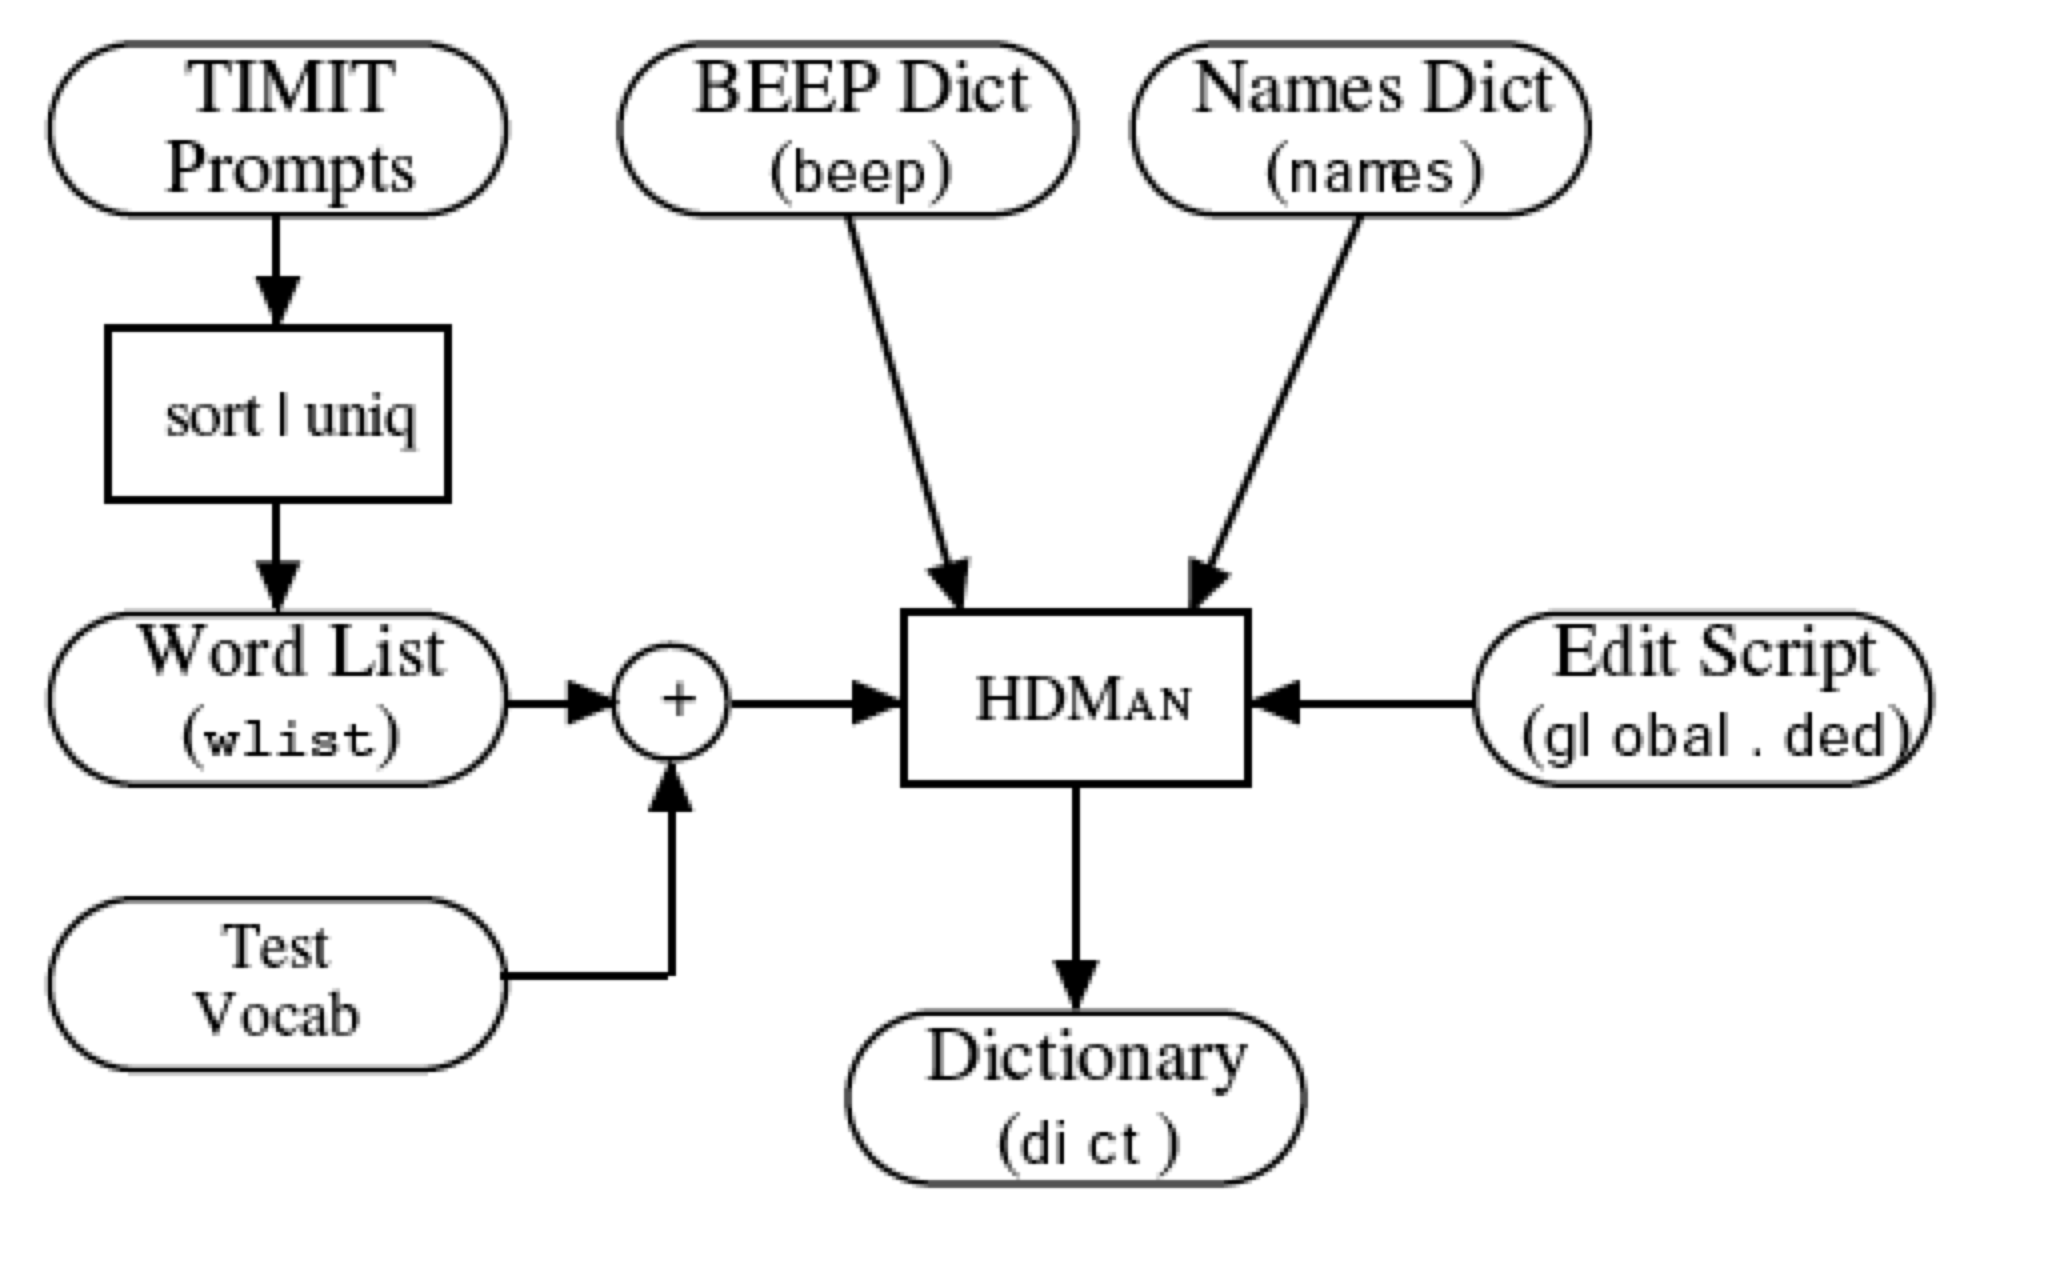 TIMIT
Prompts
BEEP Dict
(beep)
Names Dict
(names)
sort | uniq
Word List
(wlist)
+
HDMAN
Edit Script
(global.ded)
Test
Vocab
Dictionary
(dict)